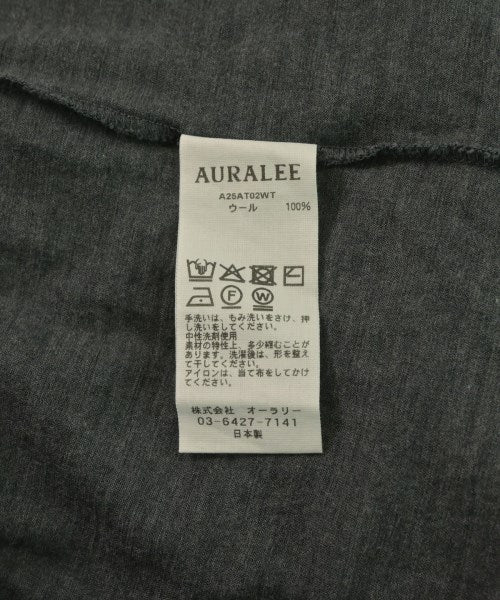 AURALEE
A25AT02WT
ウール 100%
F W
手洗いは、もみ洗いをさけ、押
し洗いをしてください。
中性洗剤使用
素材の特性上、多少縮むことが
あります。洗濯後は、形を整え
て干してください。
アイロンは、当て布をしてかけ
てください。
株式会社 オーラリー
03-6427-7141
日本製